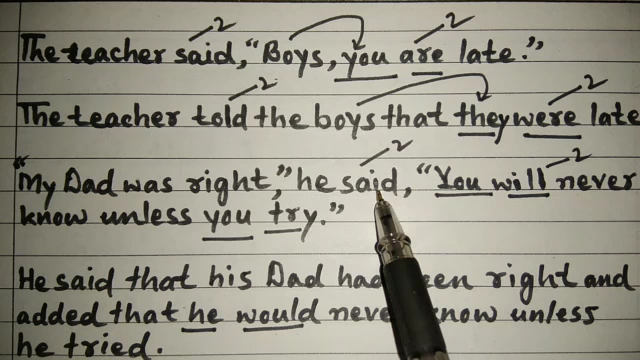 The teacher said, "Boys, you are late."
The teacher told the boys that they were late
"My Dad was right," he said, "You will never
know unless you try."
He said that his Dad had been right and
added that he would never know unless
he tried.